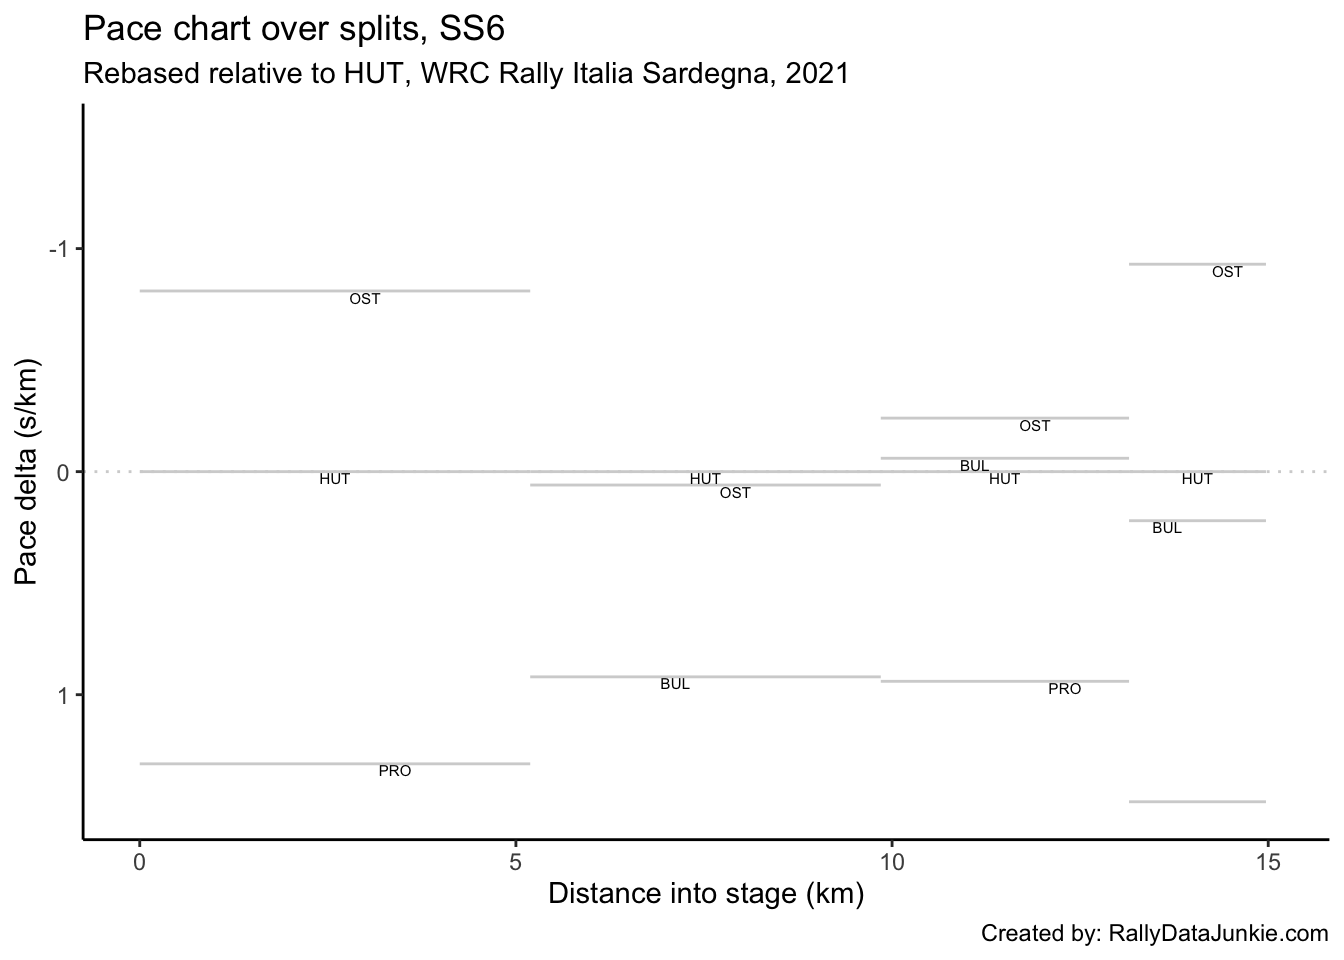 Pace chart over splits, SS6
Rebased relative to HUT, WRC Rally Italia Sardegna, 2021
Pace delta (s/km)
-1
0
1
OST
OST
OST
BUL
HUT
HUT
HUT
HUT
OST
BUL
BUL
PRO
PRO
0
5
10
15
Distance into stage (km)
Created by: RallyDataJunkie.com